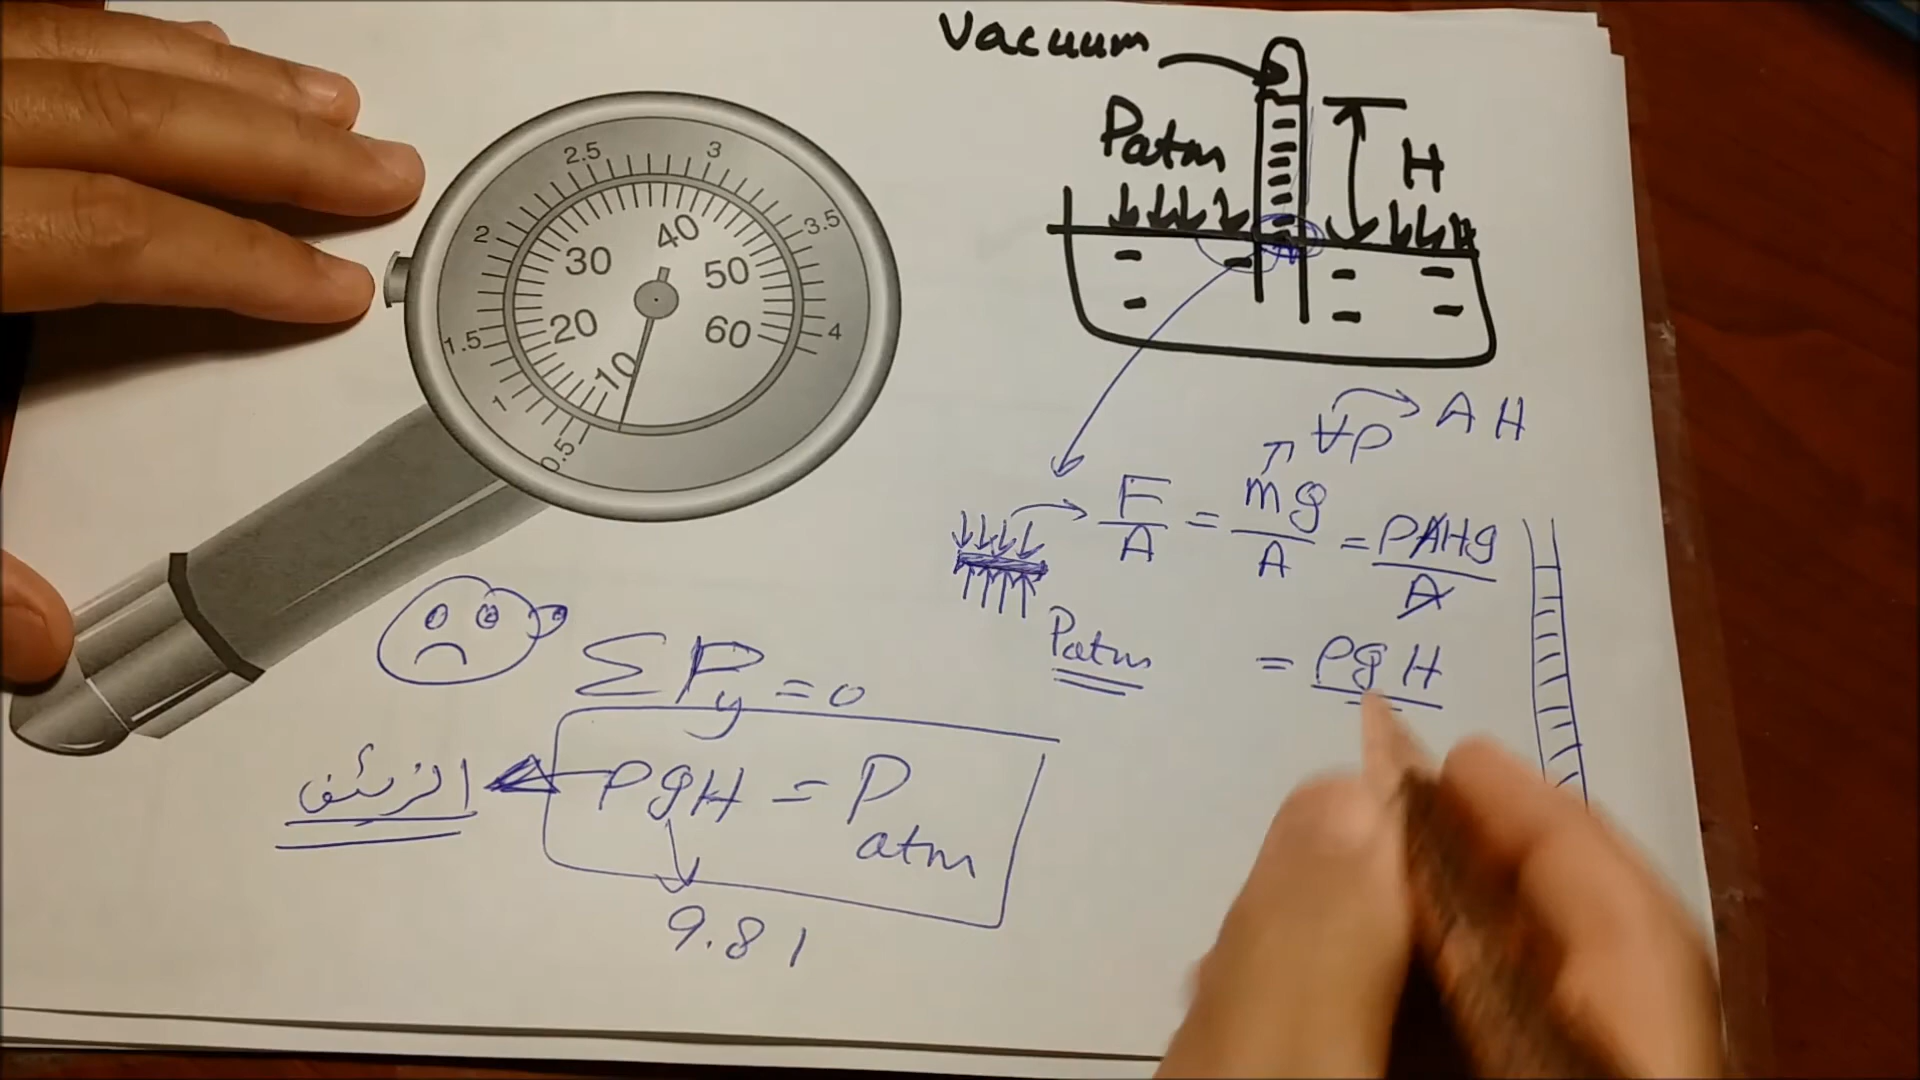 Vacuum
Patm
H
2.5
3
3.5
4
2
1.5
1
0.5
40
30
50
20
60
10
∀ρ → A H
F/A = mg/A = ρAHg/A
Patm
= ρgH
ΣPy = 0
الزئبق
ρgH = Patm
9.81